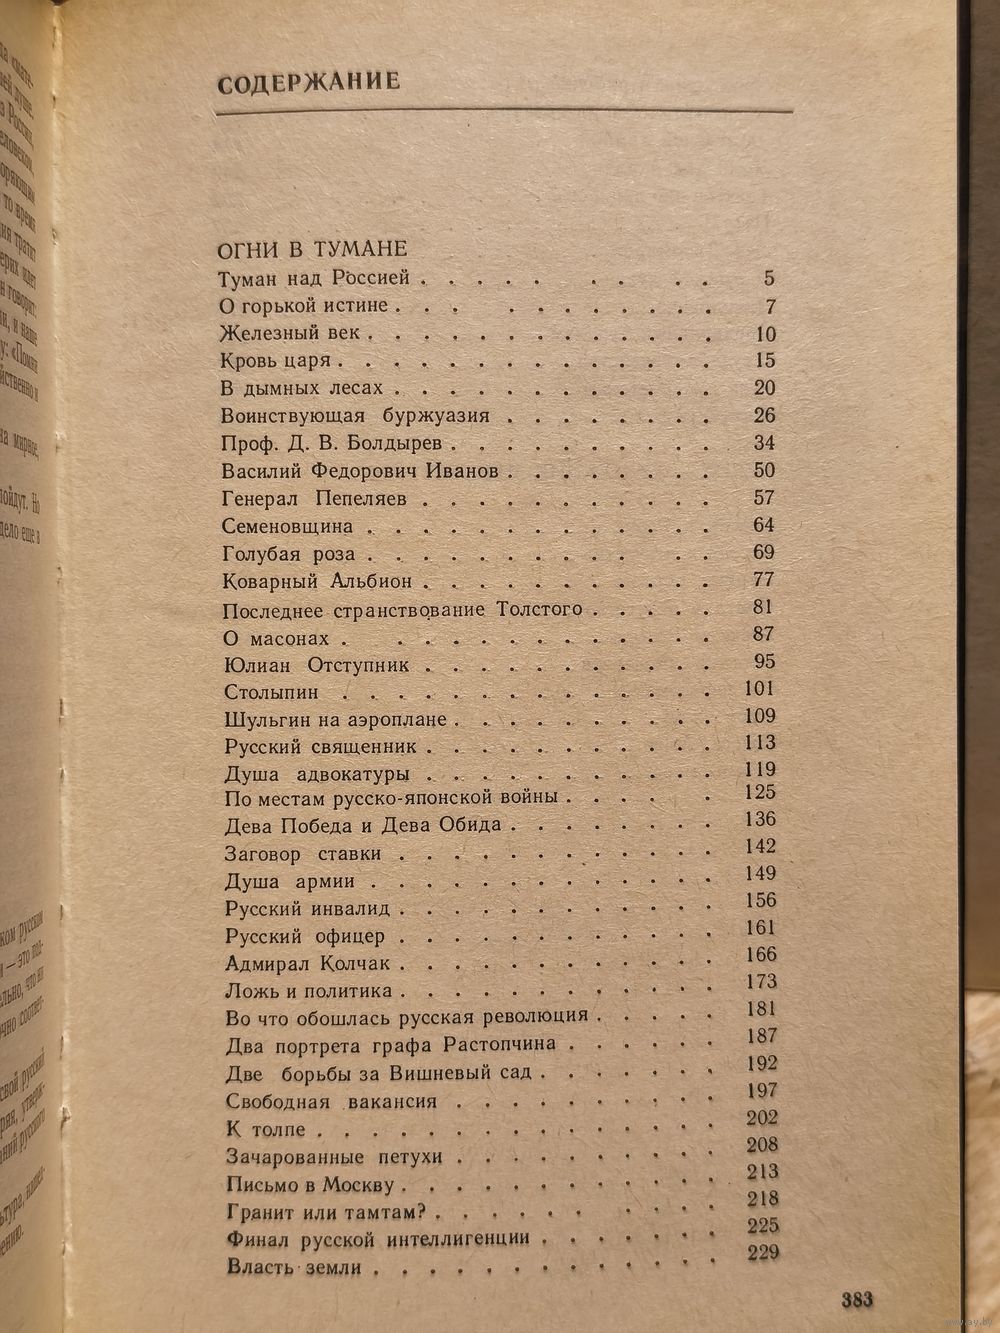 СОДЕРЖАНИЕ
ОГНИ В ТУМАНЕ
Туман над Россией . . . . . . . . . 5
О горькой истине . . . . . . . . . . . 7
Железный век . . . . . . . . . . . . . 10
Кровь царя . . . . . . . . . . . . . . 15
В дымных лесах . . . . . . . . . . . . 20
Воинствующая буржуазия . . . . . . . . 26
Проф. Д. В. Болдырев . . . . . . . . . . 34
Василий Федорович Иванов . . . . . . . . 50
Генерал Пепеляев . . . . . . . . . . . 57
Семеновщина . . . . . . . . . . . . . 64
Голубая роза . . . . . . . . . . . . 69
Коварный Альбион . . . . . . . . . . . 77
Последнее странствование Толстого . . . . . 81
О масонах . . . . . . . . . . . . . 87
Юлиан Отступник . . . . . . . . . . . 95
Столыпин . . . . . . . . . . . . . . 101
Шульгин на аэроплане . . . . . . . . . . 109
Русский священник . . . . . . . . . . . 113
Душа адвокатуры . . . . . . . . . . . 119
По местам русско-японской войны . . . . . 125
Дева Победа и Дева Обида . . . . . . . . 136
Заговор ставки . . . . . . . . . . . . 142
Душа армии . . . . . . . . . . . . . 149
Русский инвалид . . . . . . . . . . . . 156
Русский офицер . . . . . . . . . . . . 161
Адмирал Колчак . . . . . . . . . . . . 166
Ложь и политика . . . . . . . . . . . . 173
Во что обошлась русская революция . . . . . 181
Два портрета графа Растопчина . . . . . . 187
Две борьбы за Вишневый сад . . . . . . . 192
Свободная вакансия . . . . . . . . . . 197
К толпе . . . . . . . . . . . . . . . 202
Зачарованные петухи . . . . . . . . . . 208
Письмо в Москву . . . . . . . . . . . . 213
Гранит или тамтам? . . . . . . . . . . 218
Финал русской интеллигенции . . . . . . . 225
Власть земли . . . . . . . . . . . . . 229
383
www.ay.by